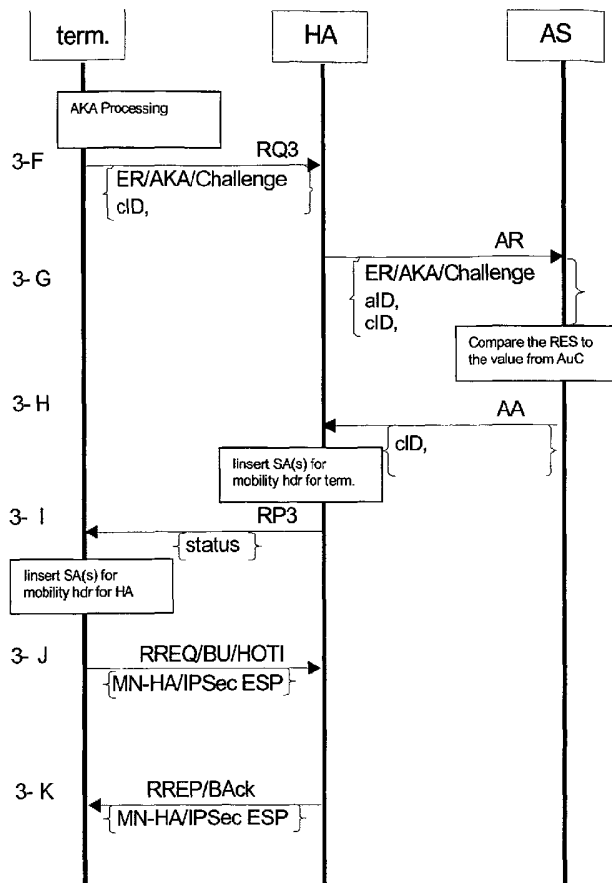 term. HA AS
AKA Processing
3-F RQ3
ER/AKA/Challenge
cID,
AR
3-G ER/AKA/Challenge
aID,
cID,
Compare the RES to
the value from AuC
3-H AA
cID,
Iinsert SA(s) for
mobility hdr for term.
3- I RP3
status
Iinsert SA(s) for
mobility hdr for HA
3- J RREQ/BU/HOTI
MN-HA/IPSec ESP
3- K RREP/BAck
MN-HA/IPSec ESP